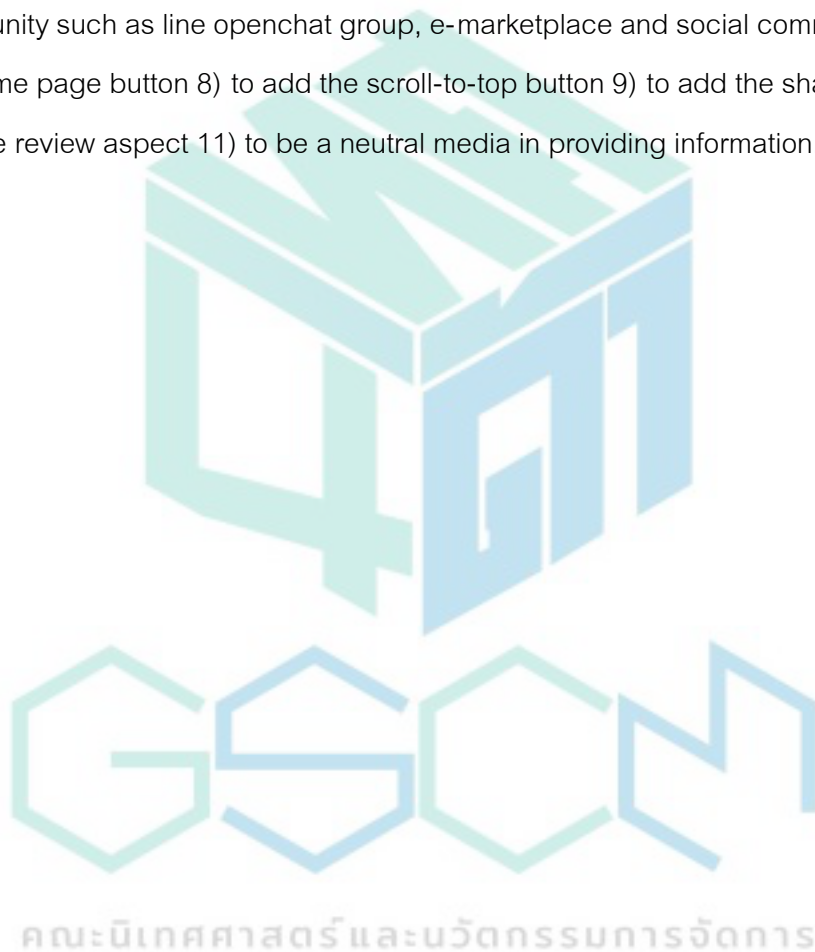 unity such as line openchat group, e-marketplace and social com
me page button 8) to add the scroll-to-top button 9) to add the sha
e review aspect 11) to be a neutral media in providing information
GSCM
คณะนิเทศศาสตร์และนวัตกรรมการจัดการ